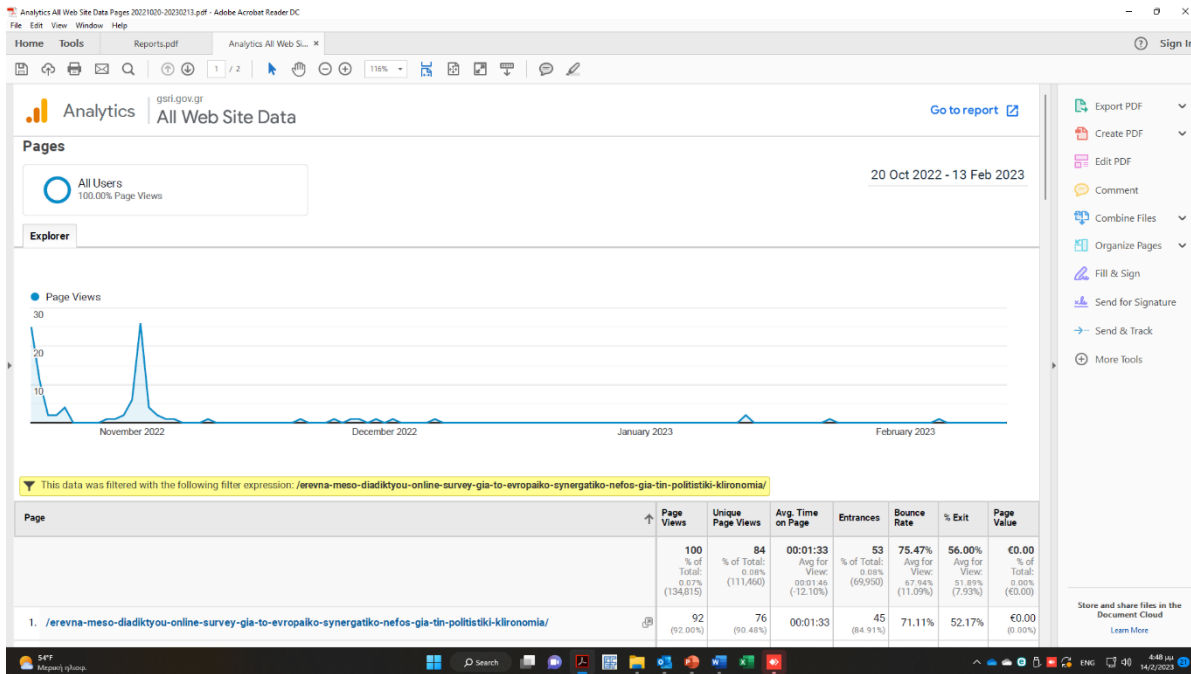 Analytics All Web Site Data Pages 20221020-20230213.pdf - Adobe Acrobat Reader DC
File Edit View Window Help
Home Tools Reports.pdf Analytics All Web Si... ×
Sign In
1 / 2
116%
Analytics
gsri.gov.gr
All Web Site Data
Go to report
Pages
All Users
100.00% Page Views
20 Oct 2022 - 13 Feb 2023
Explorer
Page Views
30
20
10
November 2022 December 2022 January 2023 February 2023
This data was filtered with the following filter expression: /erevna-meso-diadiktyou-online-survey-gia-to-evropaiko-synergatiko-nefos-gia-tin-politistiki-klironomia/
Page
Page Views
Unique Page Views
Avg. Time on Page
Entrances
Bounce Rate
% Exit
Page Value
100
% of Total:
0.07%
(134,815)
84
% of Total:
0.08%
(111,460)
00:01:33
Avg for View:
00:01:46
(-12.10%)
53
% of Total:
0.08%
(69,950)
75.47%
Avg for View:
67.94%
(11.09%)
56.00%
Avg for View:
51.89%
(7.93%)
€0.00
% of Total:
0.00%
(€0.00)
1. /erevna-meso-diadiktyou-online-survey-gia-to-evropaiko-synergatiko-nefos-gia-tin-politistiki-klironomia/
92
(92.00%)
76
(90.48%)
00:01:33
45
(84.91%)
71.11%
52.17%
€0.00
(0.00%)
Export PDF
Create PDF
Edit PDF
Comment
Combine Files
Organize Pages
Fill & Sign
Send for Signature
Send & Track
More Tools
Store and share files in the
Document Cloud
Learn More
54°F
Μερική ηλιοφ.
Search
ENG
4:48 μμ
14/2/2023